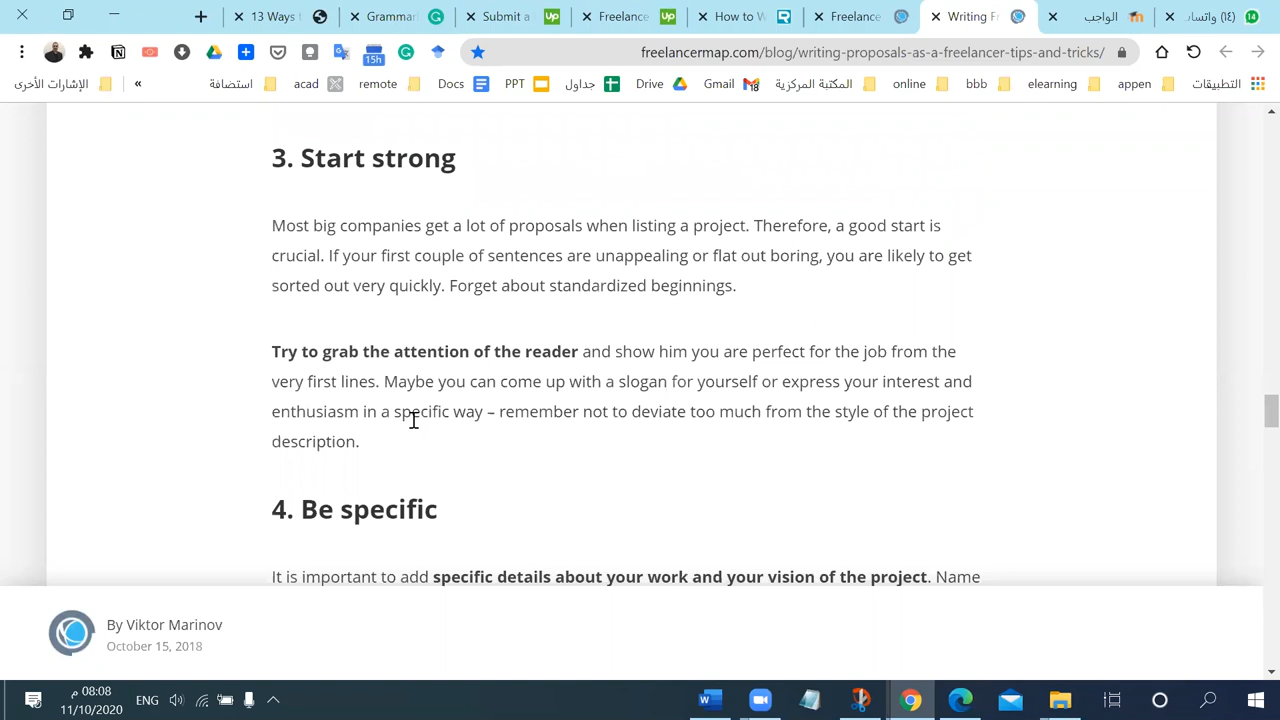 13 Ways t
Submit a
Freelance
How to W
Freelance
Writing Fr
الواجب
(١٤) واتساب
14
15h
freelancermap.com/blog/writing-proposals-as-a-freelancer-tips-and-tricks/
الإشارات الأخرى
»
استضافة
acad
remote
Docs
PPT
جداول
Drive
Gmail
المكتبة المركزية
online
bbb
elearning
appen
التطبيقات
3. Start strong
Most big companies get a lot of proposals when listing a project. Therefore, a good start is
crucial. If your first couple of sentences are unappealing or flat out boring, you are likely to get
sorted out very quickly. Forget about standardized beginnings.
Try to grab the attention of the reader and show him you are perfect for the job from the
very first lines. Maybe you can come up with a slogan for yourself or express your interest and
enthusiasm in a specific way – remember not to deviate too much from the style of the project
description.
4. Be specific
It is important to add specific details about your work and your vision of the project. Name
By Viktor Marinov
October 15, 2018
08:08 م
11/10/2020
ENG